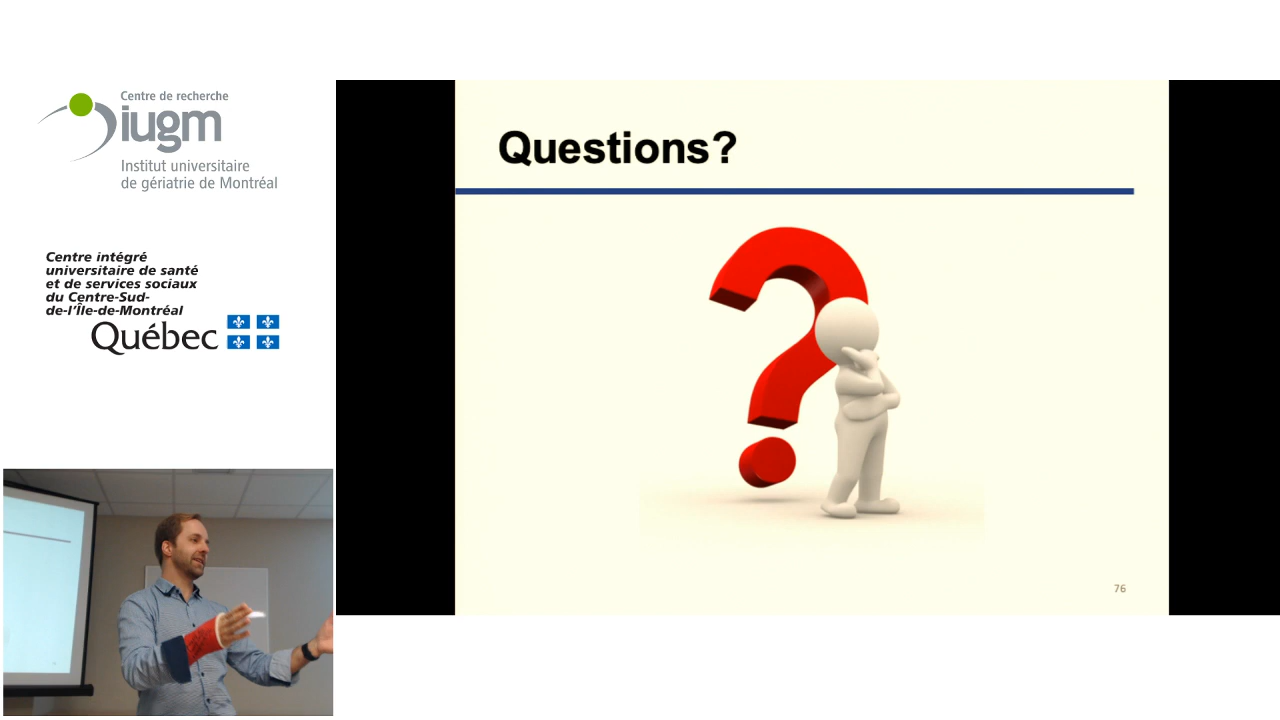 Centre de recherche
iugm
Institut universitaire
de gériatrie de Montréal
Centre intégré
universitaire de santé
et de services sociaux
du Centre-Sud-
de-l'Île-de-Montréal
Québec
Questions?
76